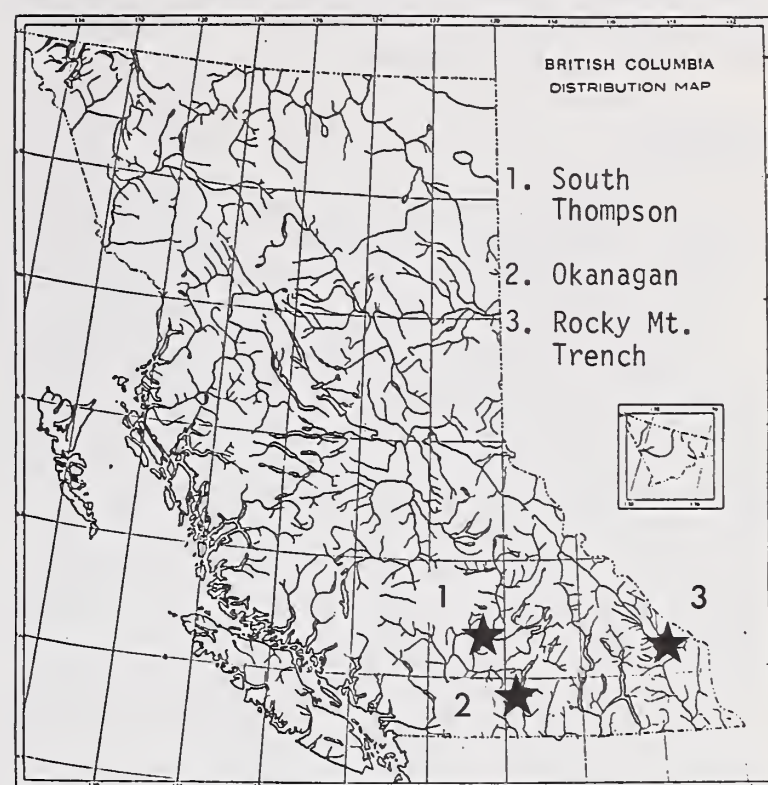 BRITISH COLUMBIA
DISTRIBUTION MAP
1. South
Thompson
2. Okanagan
3. Rocky Mt.
Trench
1
3
2